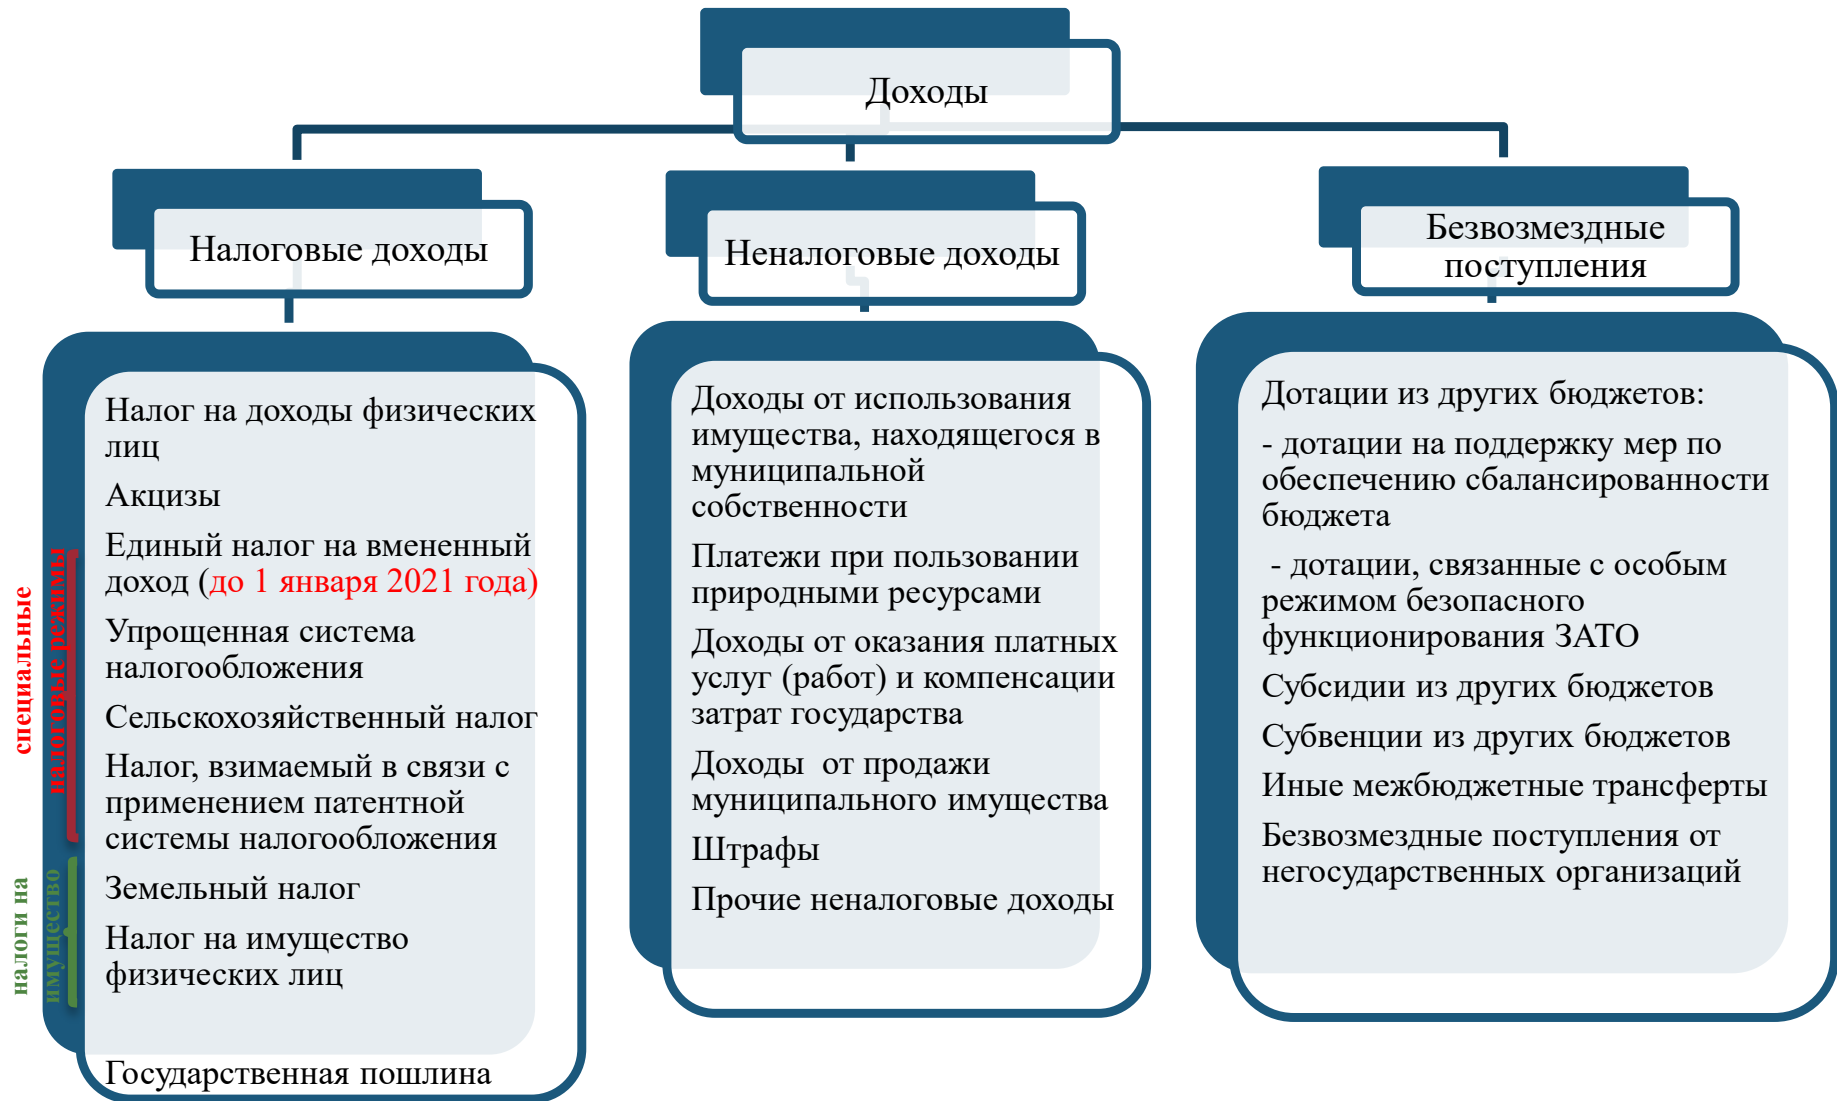 Доходы
Налоговые доходы
Неналоговые доходы
Безвозмездные
поступления
специальные
налоговые режимы
налоги на
имущество
Налог на доходы физических
лиц
Акцизы
Единый налог на вмененный
доход (до 1 января 2021 года)
Упрощенная система
налогообложения
Сельскохозяйственный налог
Налог, взимаемый в связи с
применением патентной
системы налогообложения
Земельный налог
Налог на имущество
физических лиц
Государственная пошлина
Доходы от использования
имущества, находящегося в
муниципальной
собственности
Платежи при пользовании
природными ресурсами
Доходы от оказания платных
услуг (работ) и компенсации
затрат государства
Доходы  от продажи
муниципального имущества
Штрафы
Прочие неналоговые доходы
Дотации из других бюджетов:
- дотации на поддержку мер по
обеспечению сбалансированности
бюджета
- дотации, связанные с особым
режимом безопасного
функционирования ЗАТО
Субсидии из других бюджетов
Субвенции из других бюджетов
Иные межбюджетные трансферты
Безвозмездные поступления от
негосударственных организаций